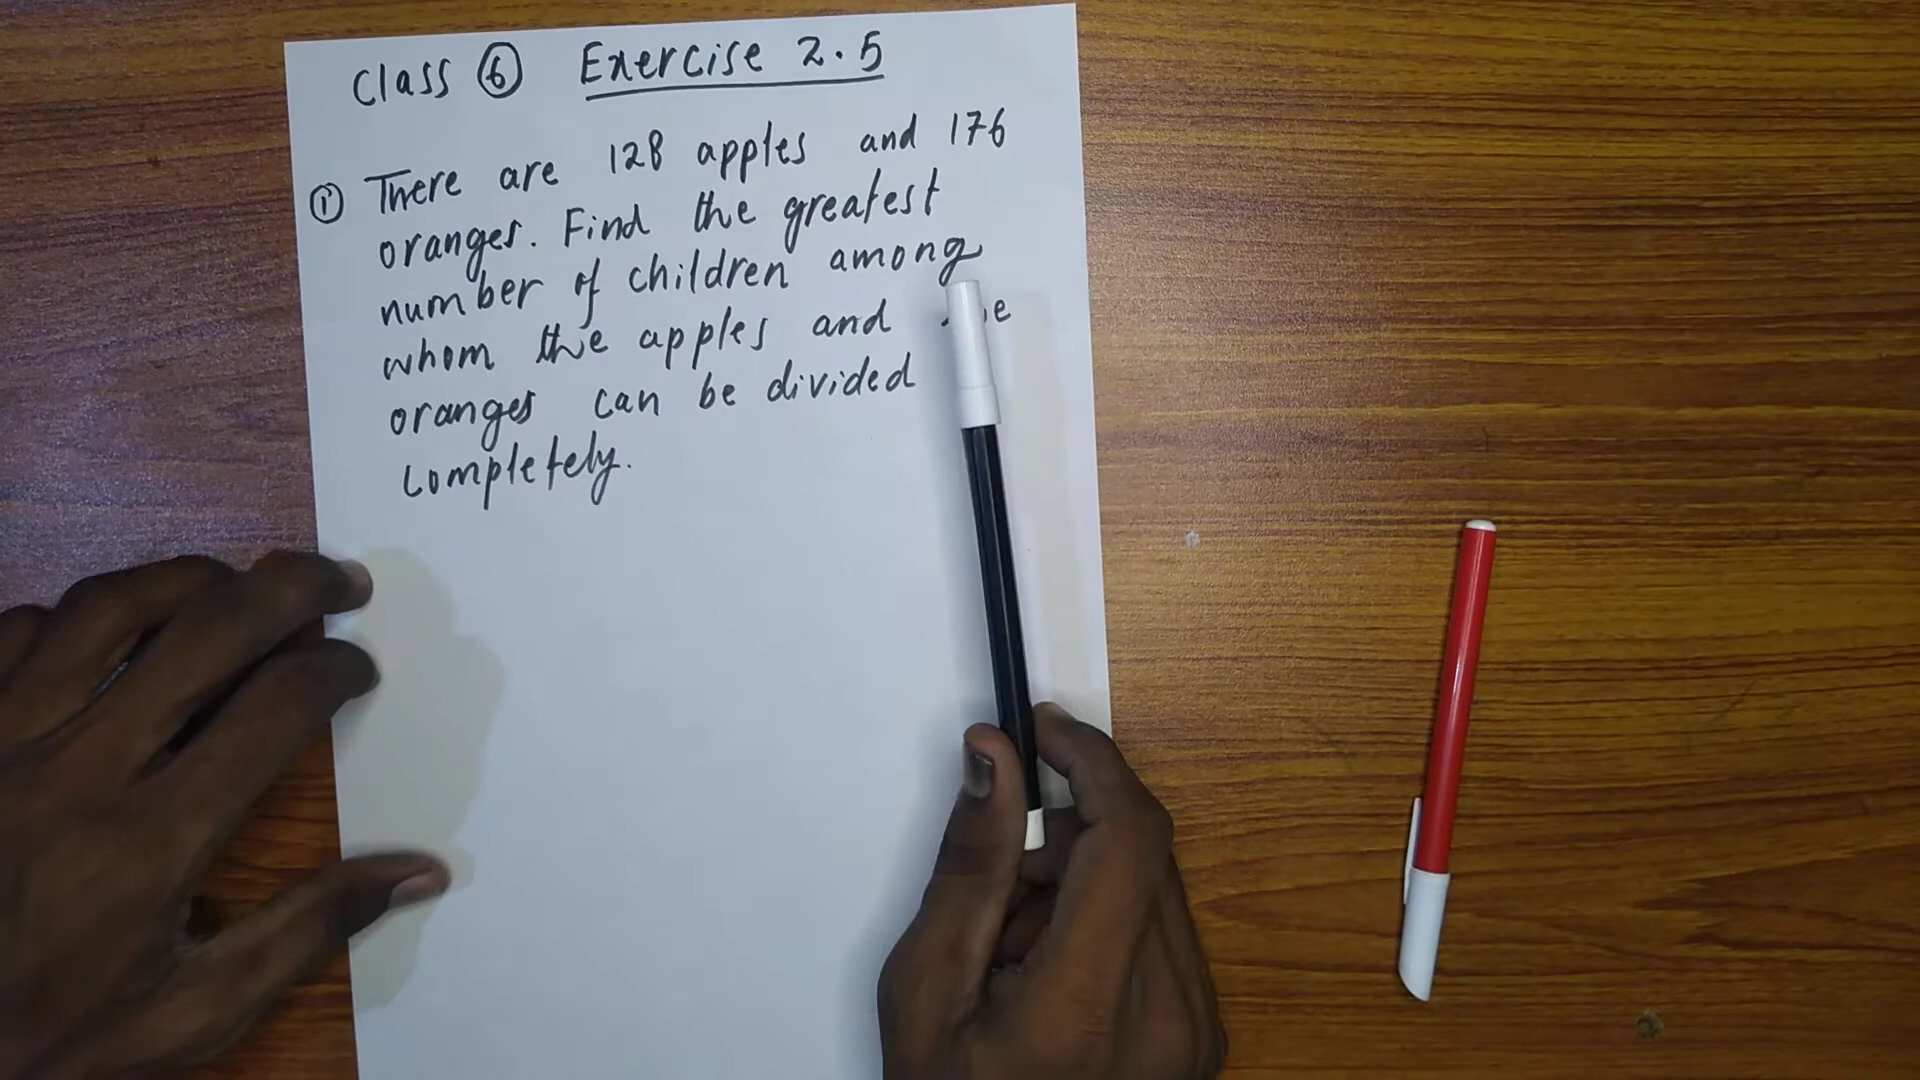 Class 6 Exercise 2.5
1 There are 128 apples and 176
oranges. Find the greatest
number of children among
whom the apples and
oranges can be divided
completely.